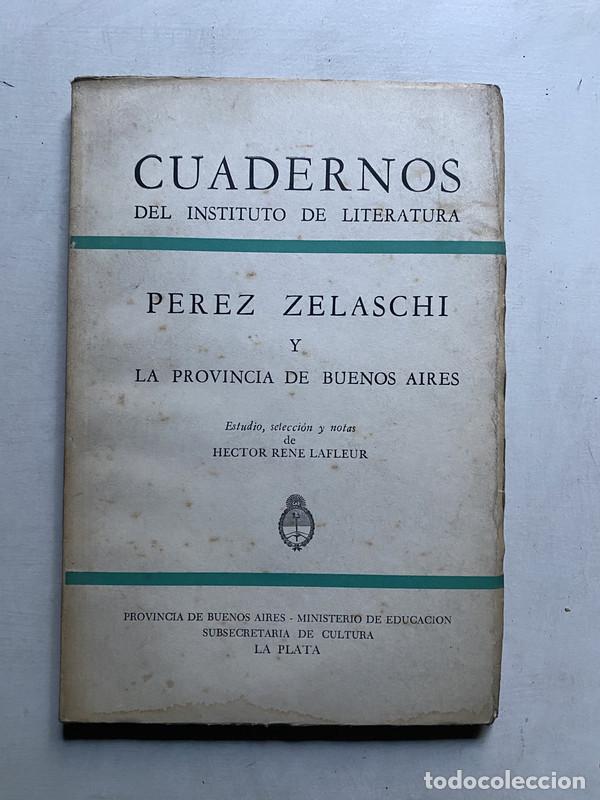 CUADERNOS
DEL INSTITUTO DE LITERATURA
PEREZ ZELASCHI
Y
LA PROVINCIA DE BUENOS AIRES
Estudio, selección y notas
de
HECTOR RENE LAFLEUR
PROVINCIA DE BUENOS AIRES - MINISTERIO DE EDUCACION
SUBSECRETARIA DE CULTURA
LA PLATA
todocoleccion